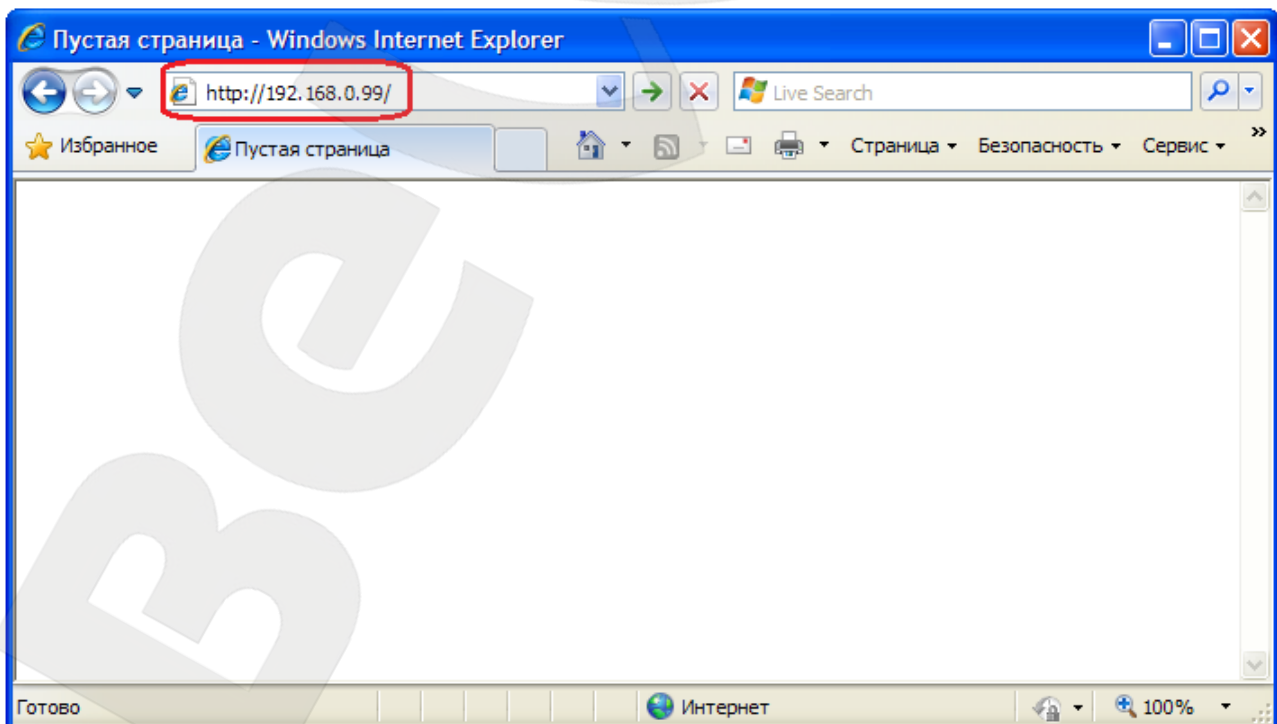 Пустая страница - Windows Internet Explorer
http://192.168.0.99/
Live Search
Избранное
Пустая страница
Страница
Безопасность
Сервис
»
Готово
Интернет
100%
Be